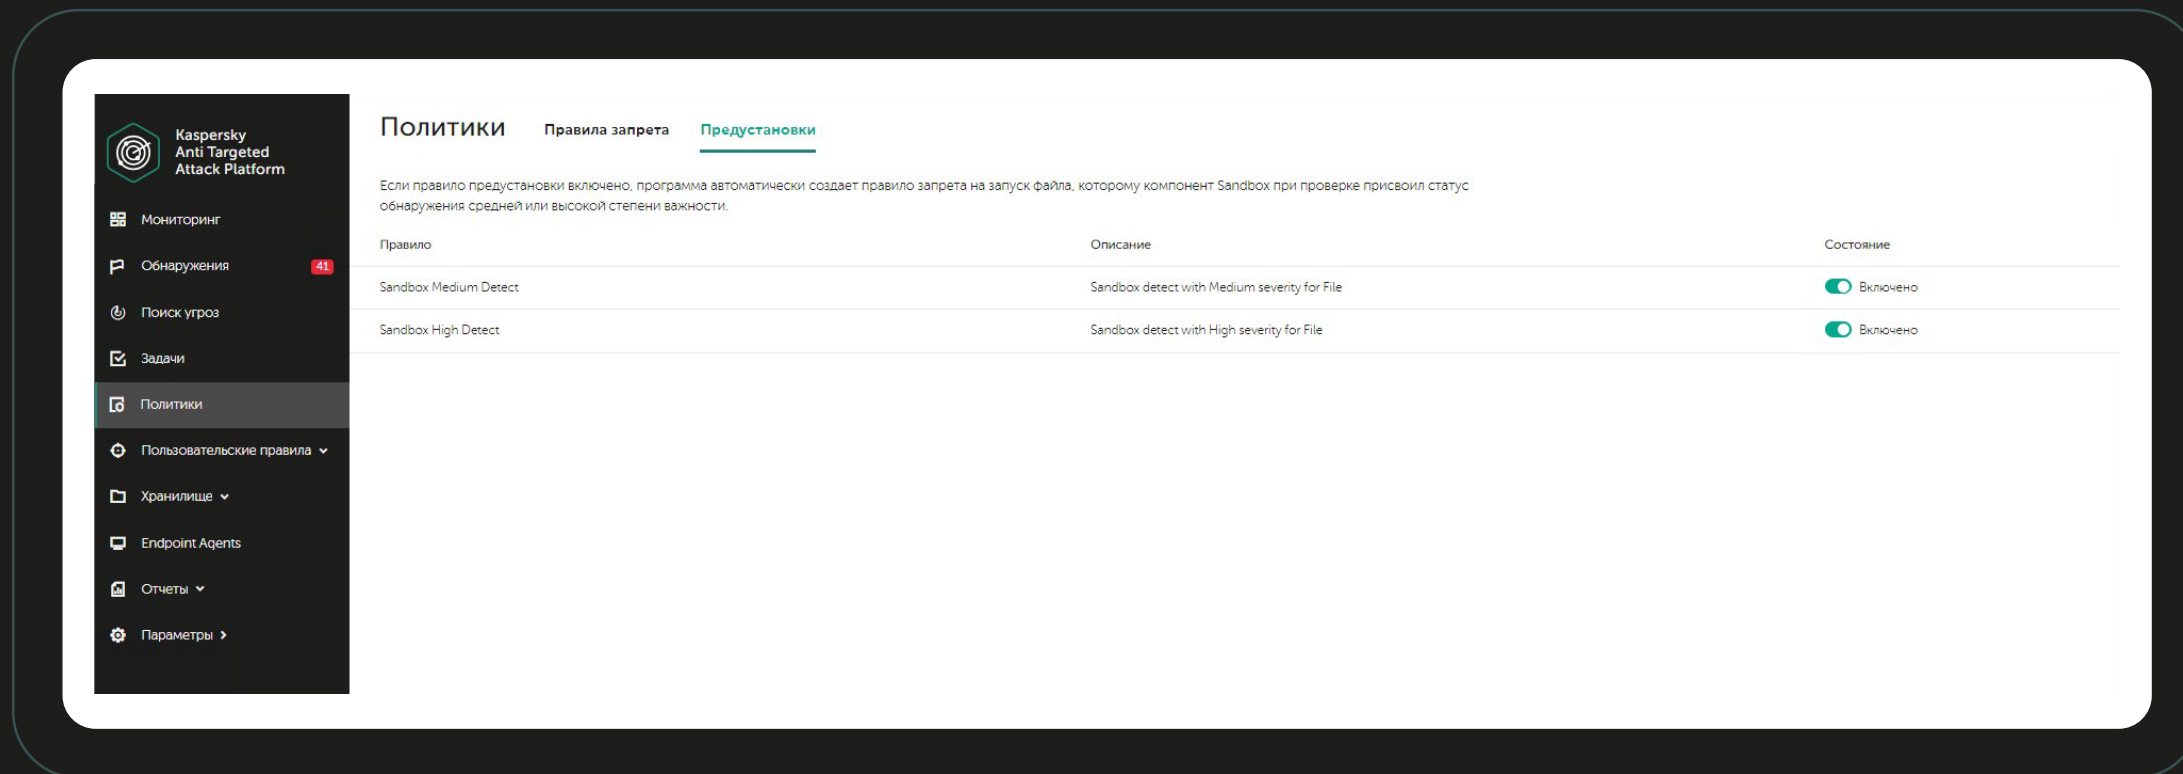 Kaspersky
Anti Targeted
Attack Platform
Мониторинг
Обнаружения 41
Поиск угроз
Задачи
Политики
Пользовательские правила
Хранилище
Endpoint Agents
Отчеты
Параметры
Политики Правила запрета Предустановки
Если правило предустановки включено, программа автоматически создает правило запрета на запуск файла, которому компонент Sandbox при проверке присвоил статус
обнаружения средней или высокой степени важности.
Правило Описание Состояние
Sandbox Medium Detect Sandbox detect with Medium severity for File Включено
Sandbox High Detect Sandbox detect with High severity for File Включено